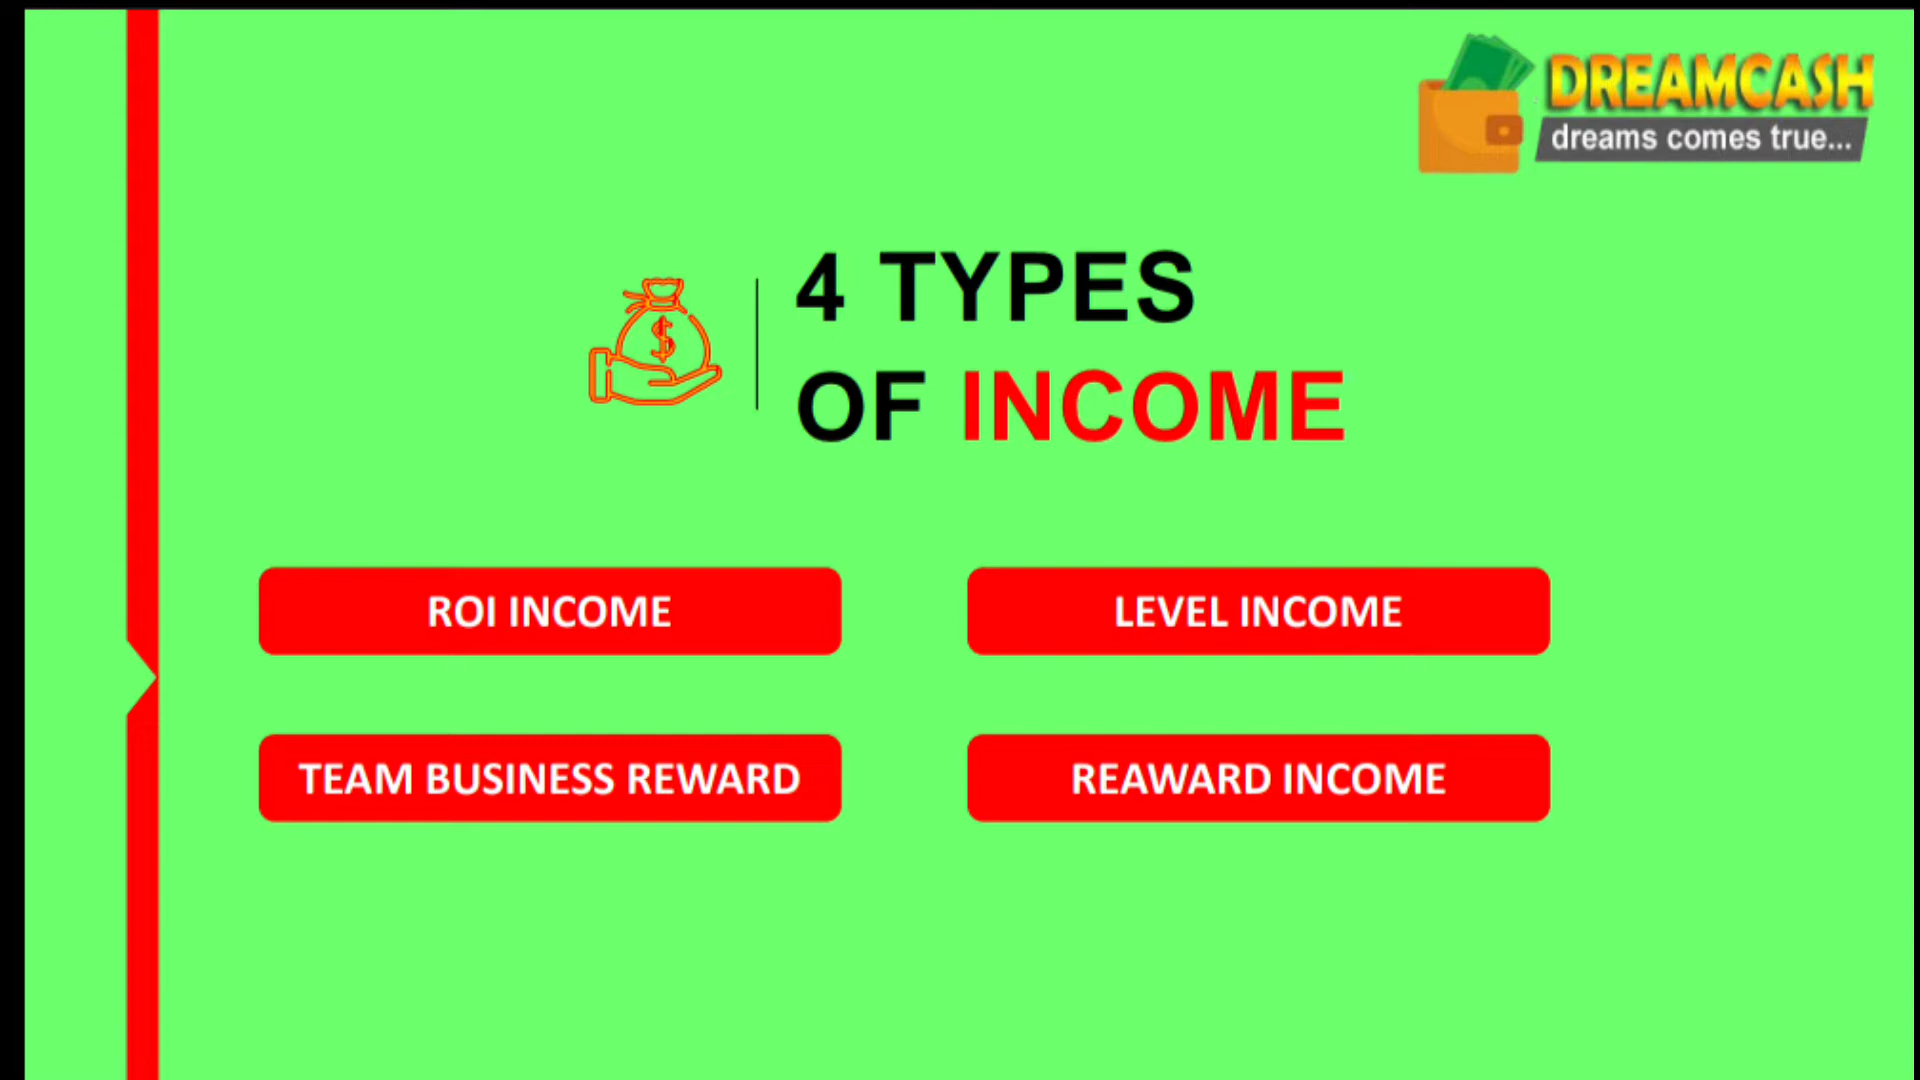 DREAMCASH
dreams comes true...
4 TYPES
OF INCOME
$
ROI INCOME
LEVEL INCOME
TEAM BUSINESS REWARD
REAWARD INCOME